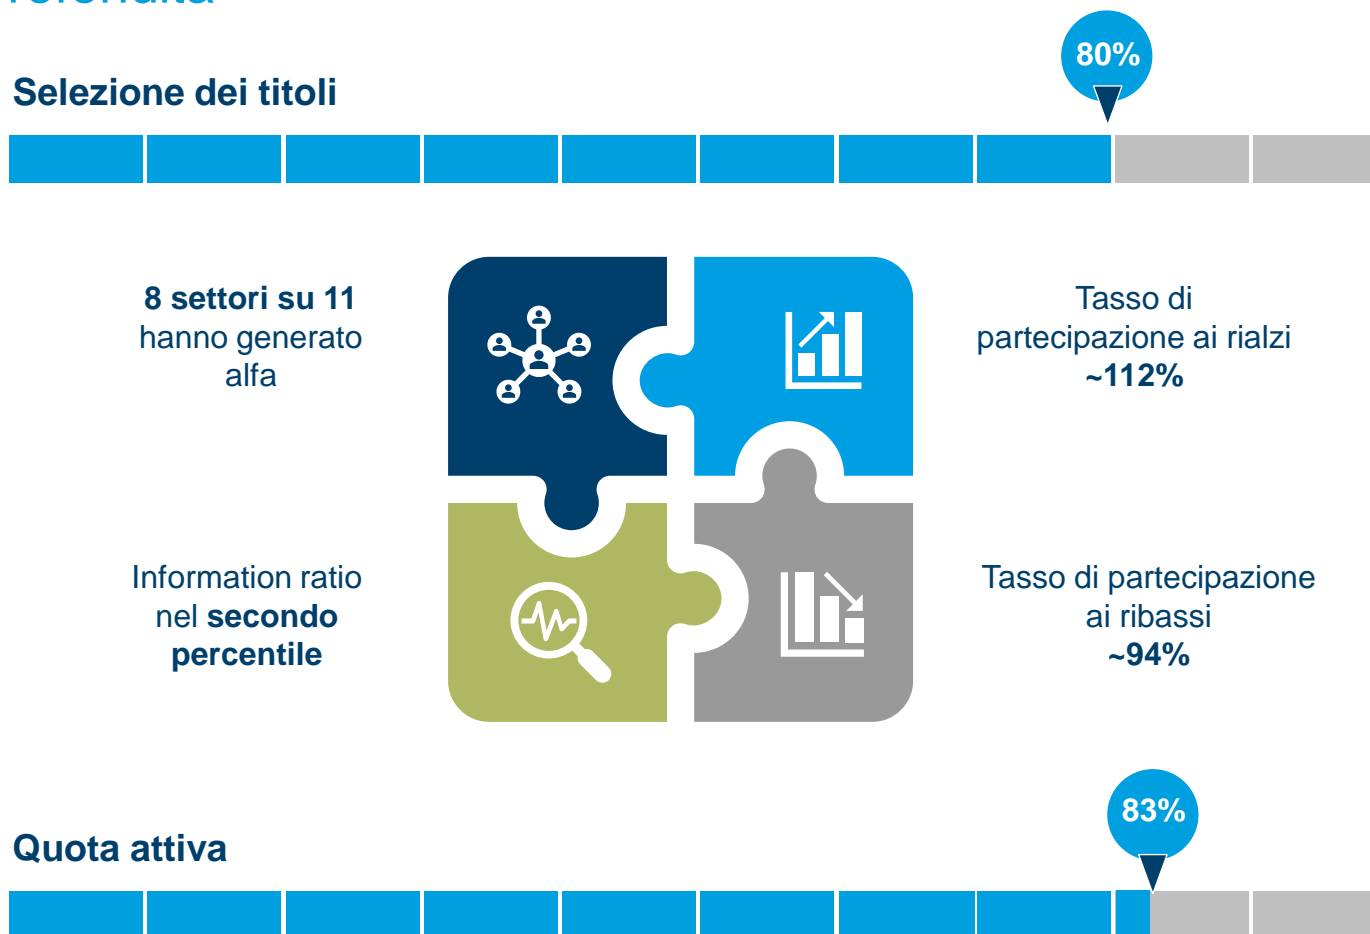 80%
Selezione dei titoli
8 settori su 11
hanno generato
alfa
Tasso di
partecipazione ai rialzi
~112%
Information ratio
nel secondo
percentile
Tasso di partecipazione
ai ribassi
~94%
83%
Quota attiva